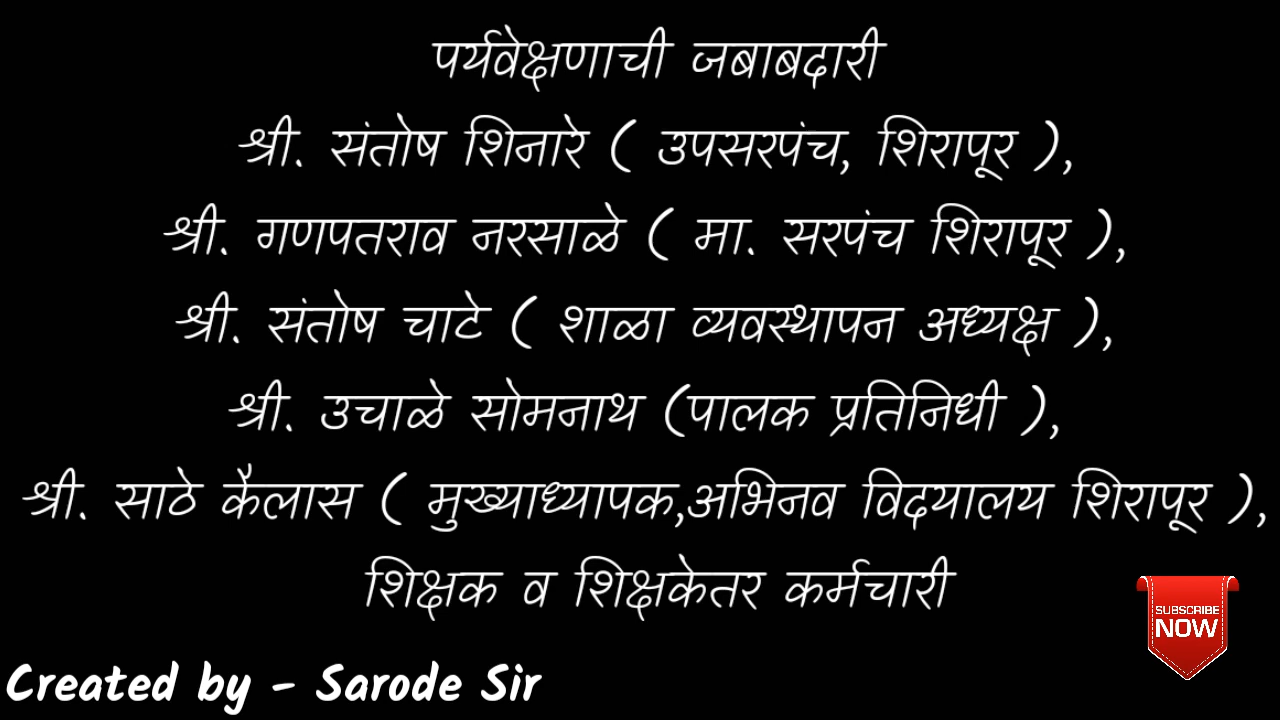 पर्यवेक्षणाची जबाबदारी
श्री. संतोष शिनारे ( उपसरपंच, शिरापूर ),
श्री. गणपतराव नरसाळे ( मा. सरपंच शिरापूर ),
श्री. संतोष चाटे ( शाळा व्यवस्थापन अध्यक्ष ),
श्री. उचाळे सोमनाथ (पालक प्रतिनिधी ),
श्री. साठे कैलास ( मुख्याध्यापक,अभिनव विदयालय शिरापूर ),
शिक्षक व शिक्षकेतर कर्मचारी
SUBSCRIBE
NOW
Created by - Sarode Sir